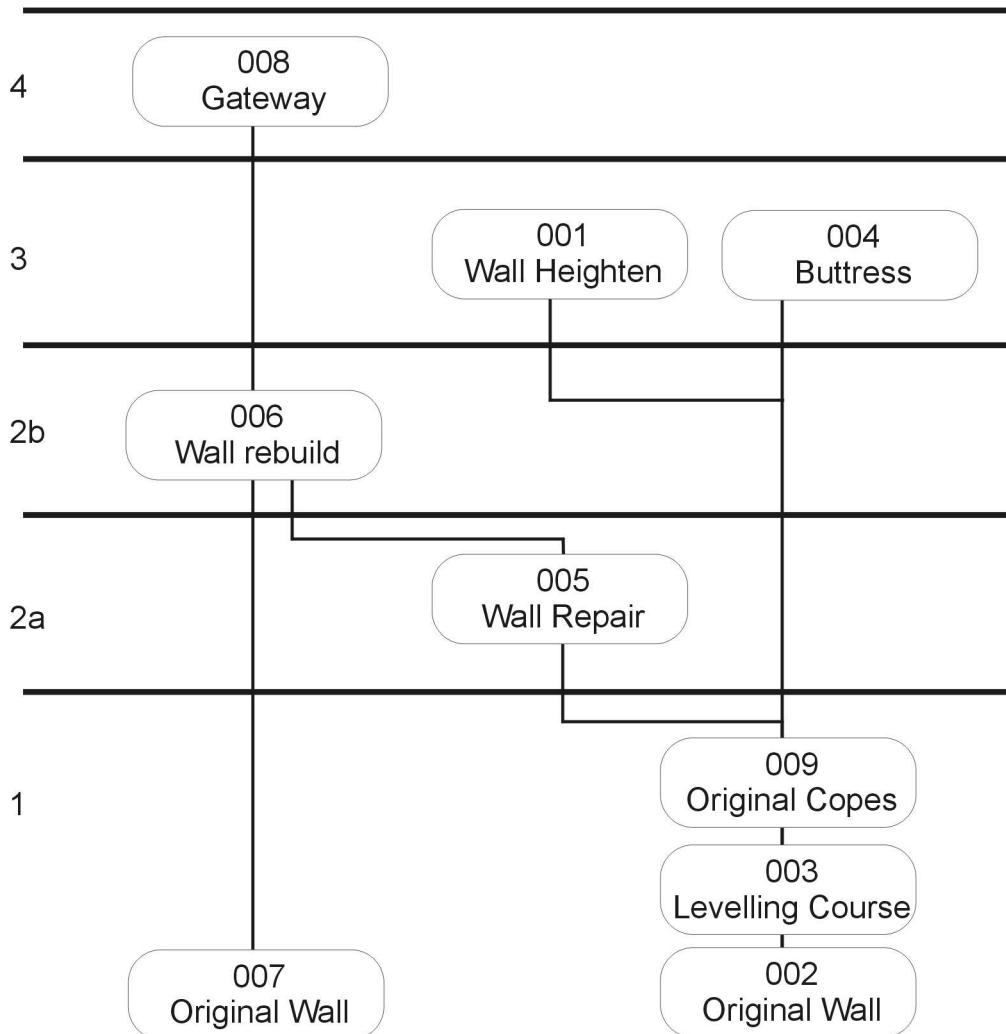 4
008
Gateway
3
001
Wall Heighten
004
Buttress
2b
006
Wall rebuild
2a
005
Wall Repair
1
009
Original Copes
003
Levelling Course
007
Original Wall
002
Original Wall